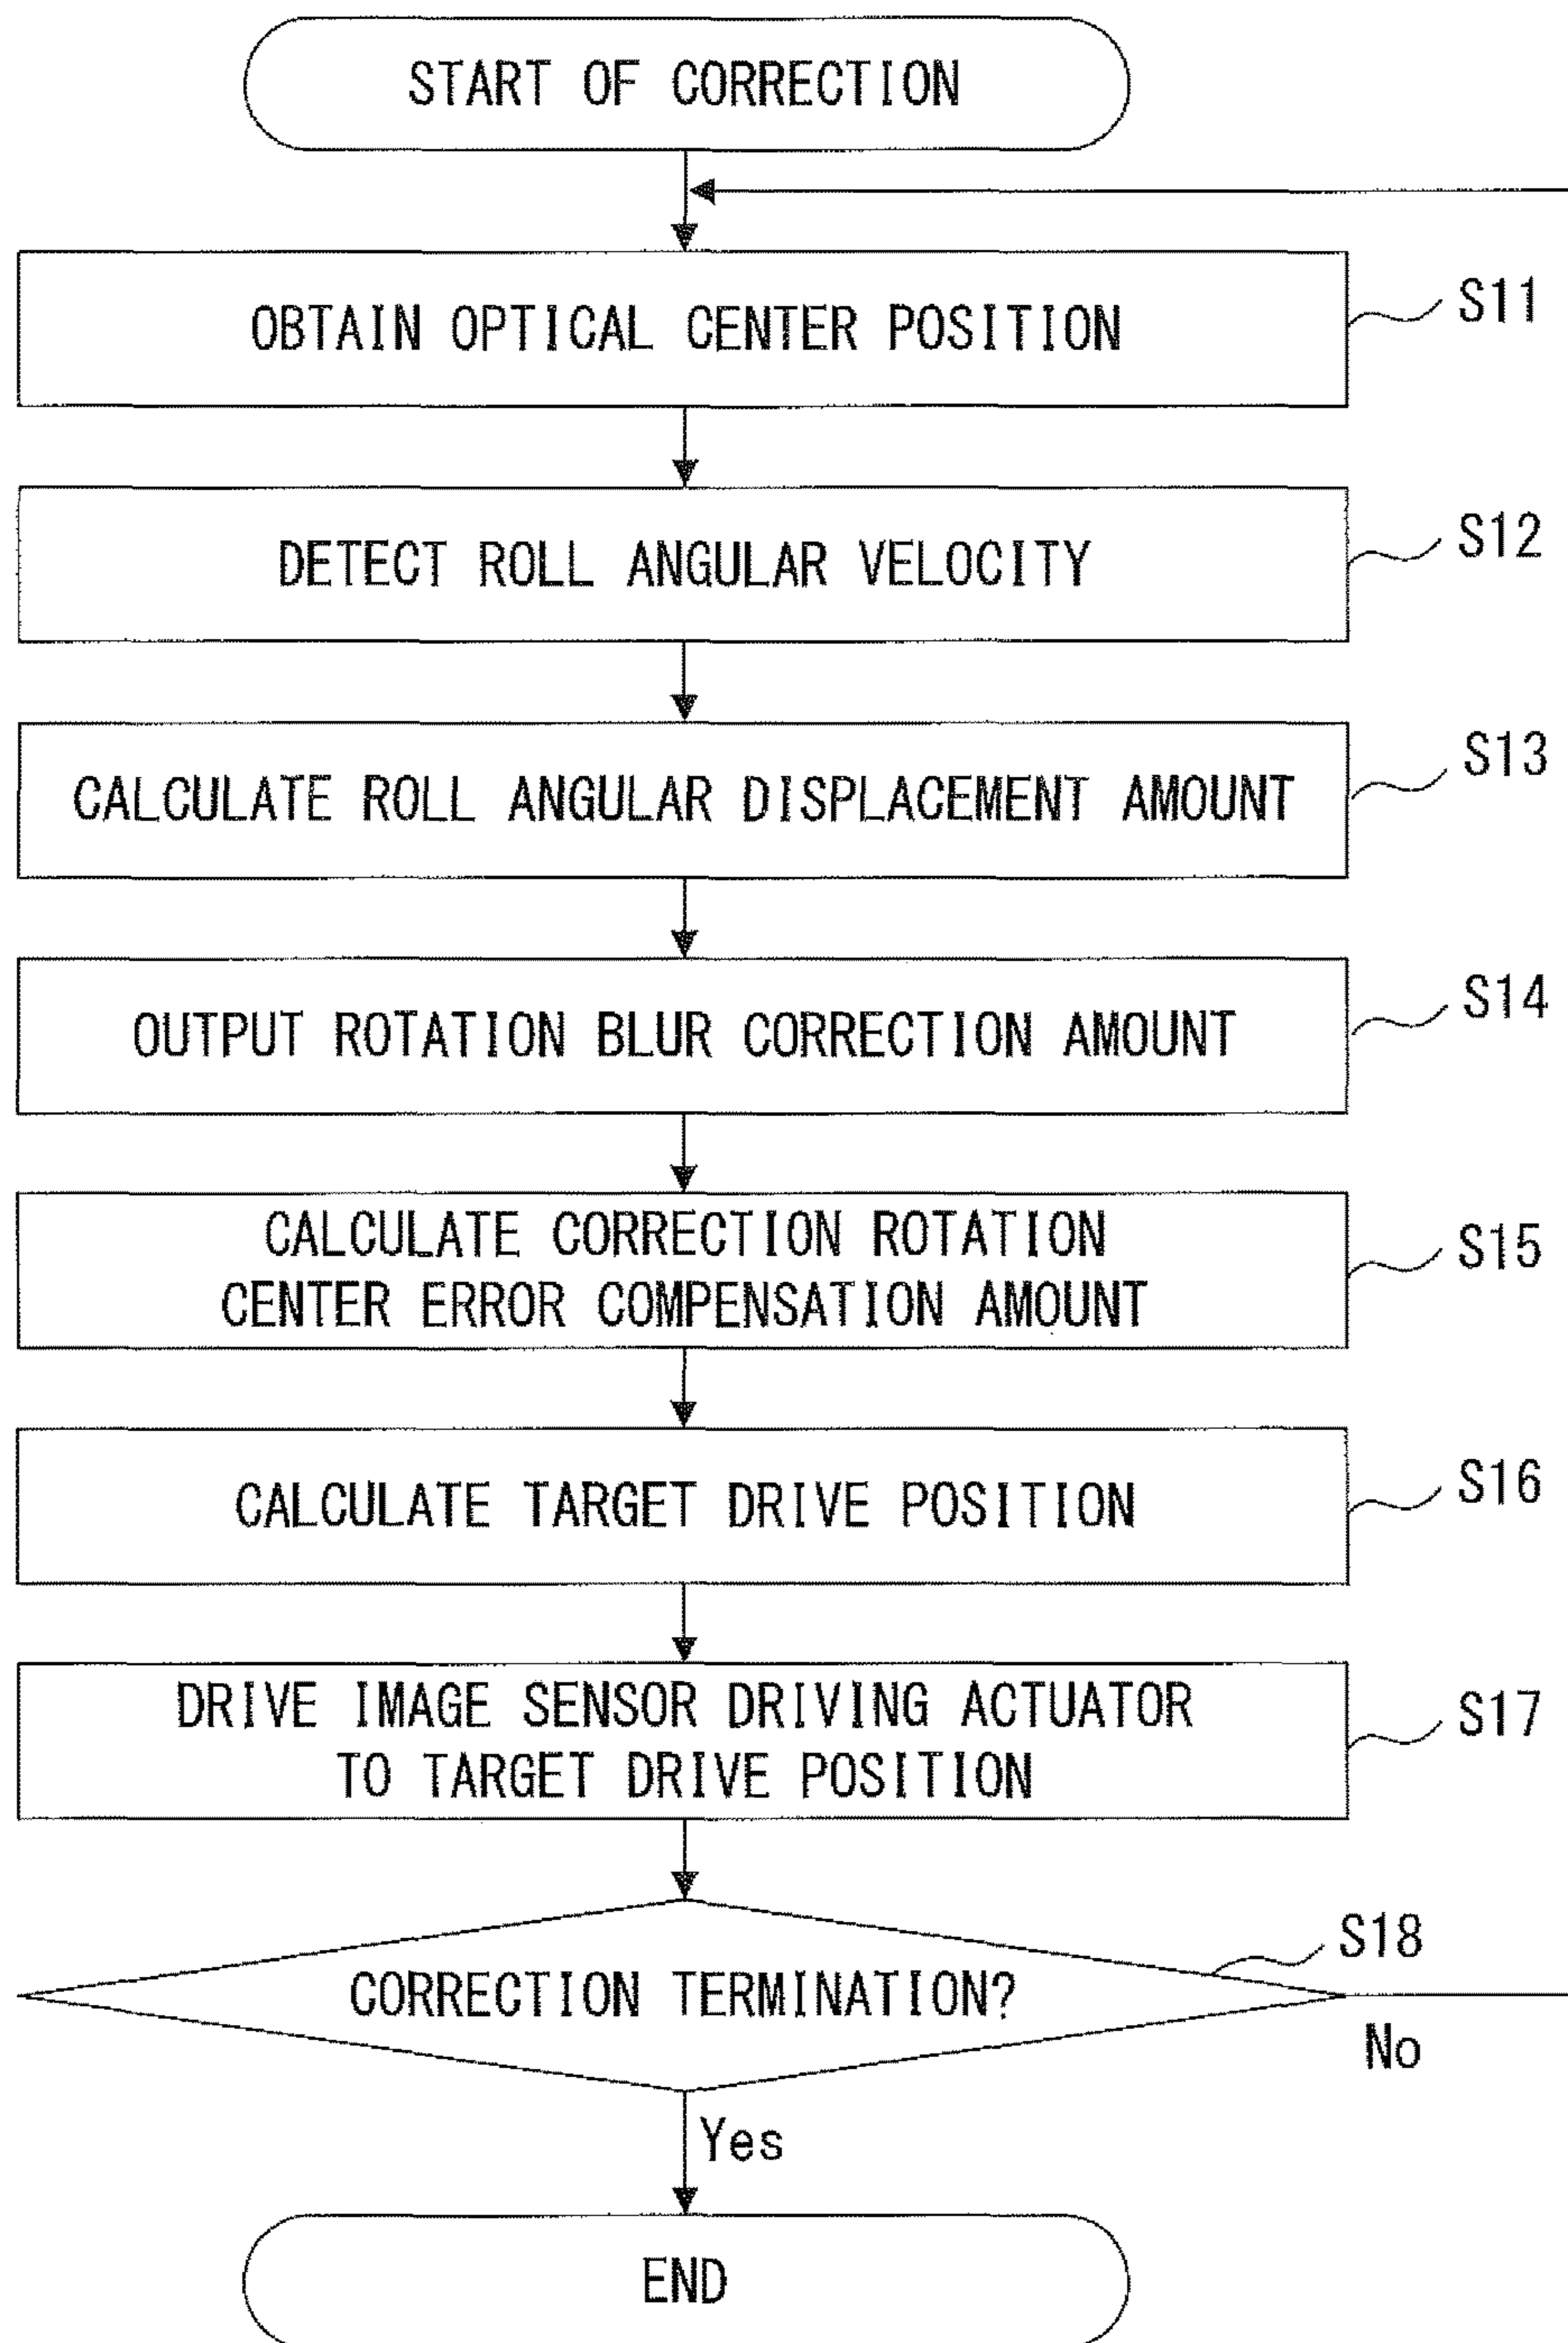 START OF CORRECTION
OBTAIN OPTICAL CENTER POSITION
S11
DETECT ROLL ANGULAR VELOCITY
S12
CALCULATE ROLL ANGULAR DISPLACEMENT AMOUNT
S13
OUTPUT ROTATION BLUR CORRECTION AMOUNT
S14
CALCULATE CORRECTION ROTATION
CENTER ERROR COMPENSATION AMOUNT
S15
CALCULATE TARGET DRIVE POSITION
S16
DRIVE IMAGE SENSOR DRIVING ACTUATOR
TO TARGET DRIVE POSITION
S17
CORRECTION TERMINATION?
S18
No
Yes
END